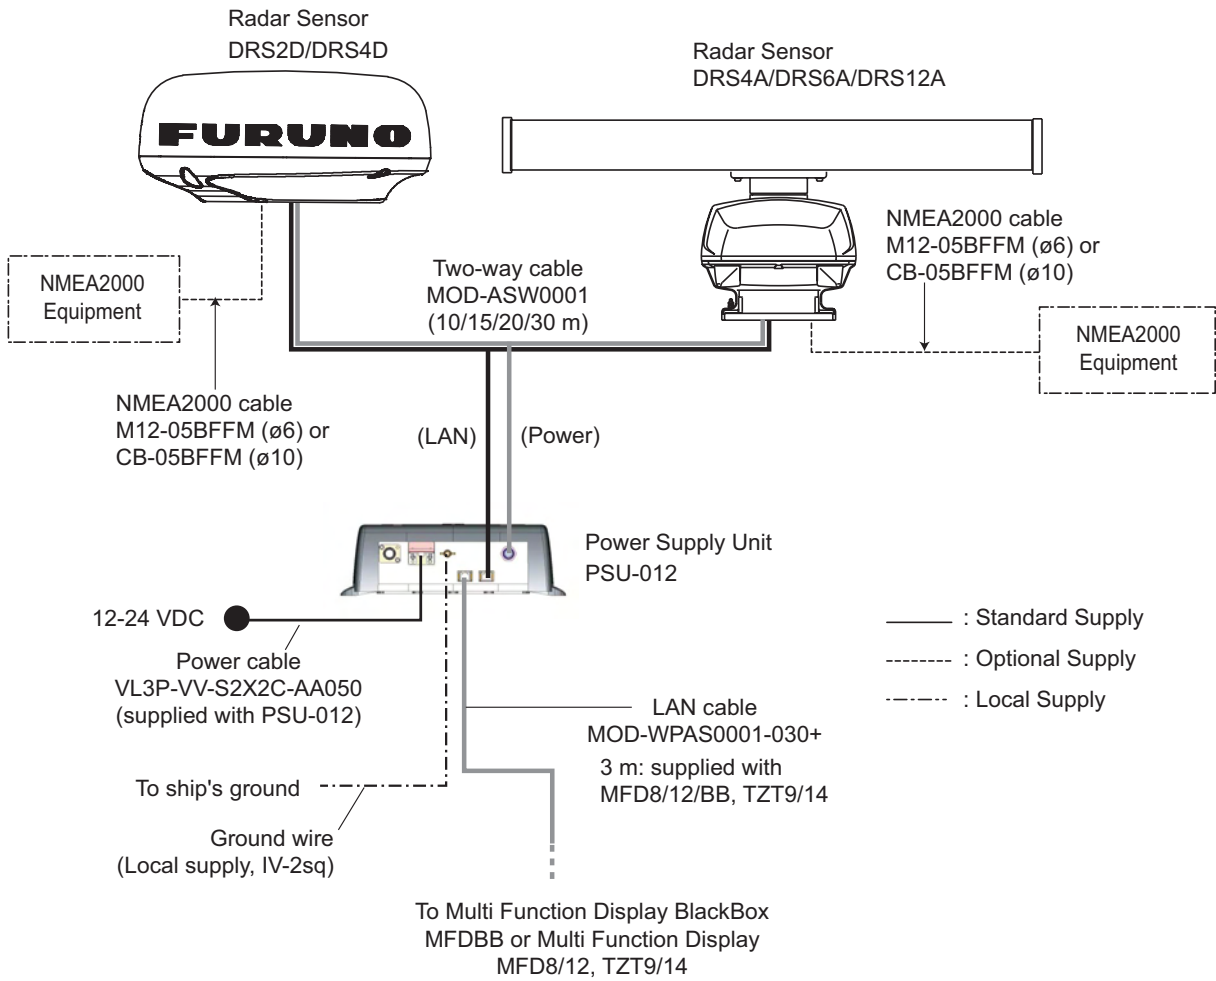 Radar Sensor
DRS2D/DRS4D
Radar Sensor
DRS4A/DRS6A/DRS12A
FURUNO
NMEA2000 cable
M12-05BFFM (ø6) or
CB-05BFFM (ø10)
NMEA2000
Equipment
Two-way cable
MOD-ASW0001
(10/15/20/30 m)
NMEA2000
Equipment
NMEA2000 cable
M12-05BFFM (ø6) or
CB-05BFFM (ø10)
(LAN)
(Power)
Power Supply Unit
PSU-012
12-24 VDC
Power cable
VL3P-VV-S2X2C-AA050
(supplied with PSU-012)
: Standard Supply
: Optional Supply
: Local Supply
LAN cable
MOD-WPAS0001-030+
3 m: supplied with
MFD8/12/BB, TZT9/14
To ship's ground
Ground wire
(Local supply, IV-2sq)
To Multi Function Display BlackBox
MFDBB or Multi Function Display
MFD8/12, TZT9/14